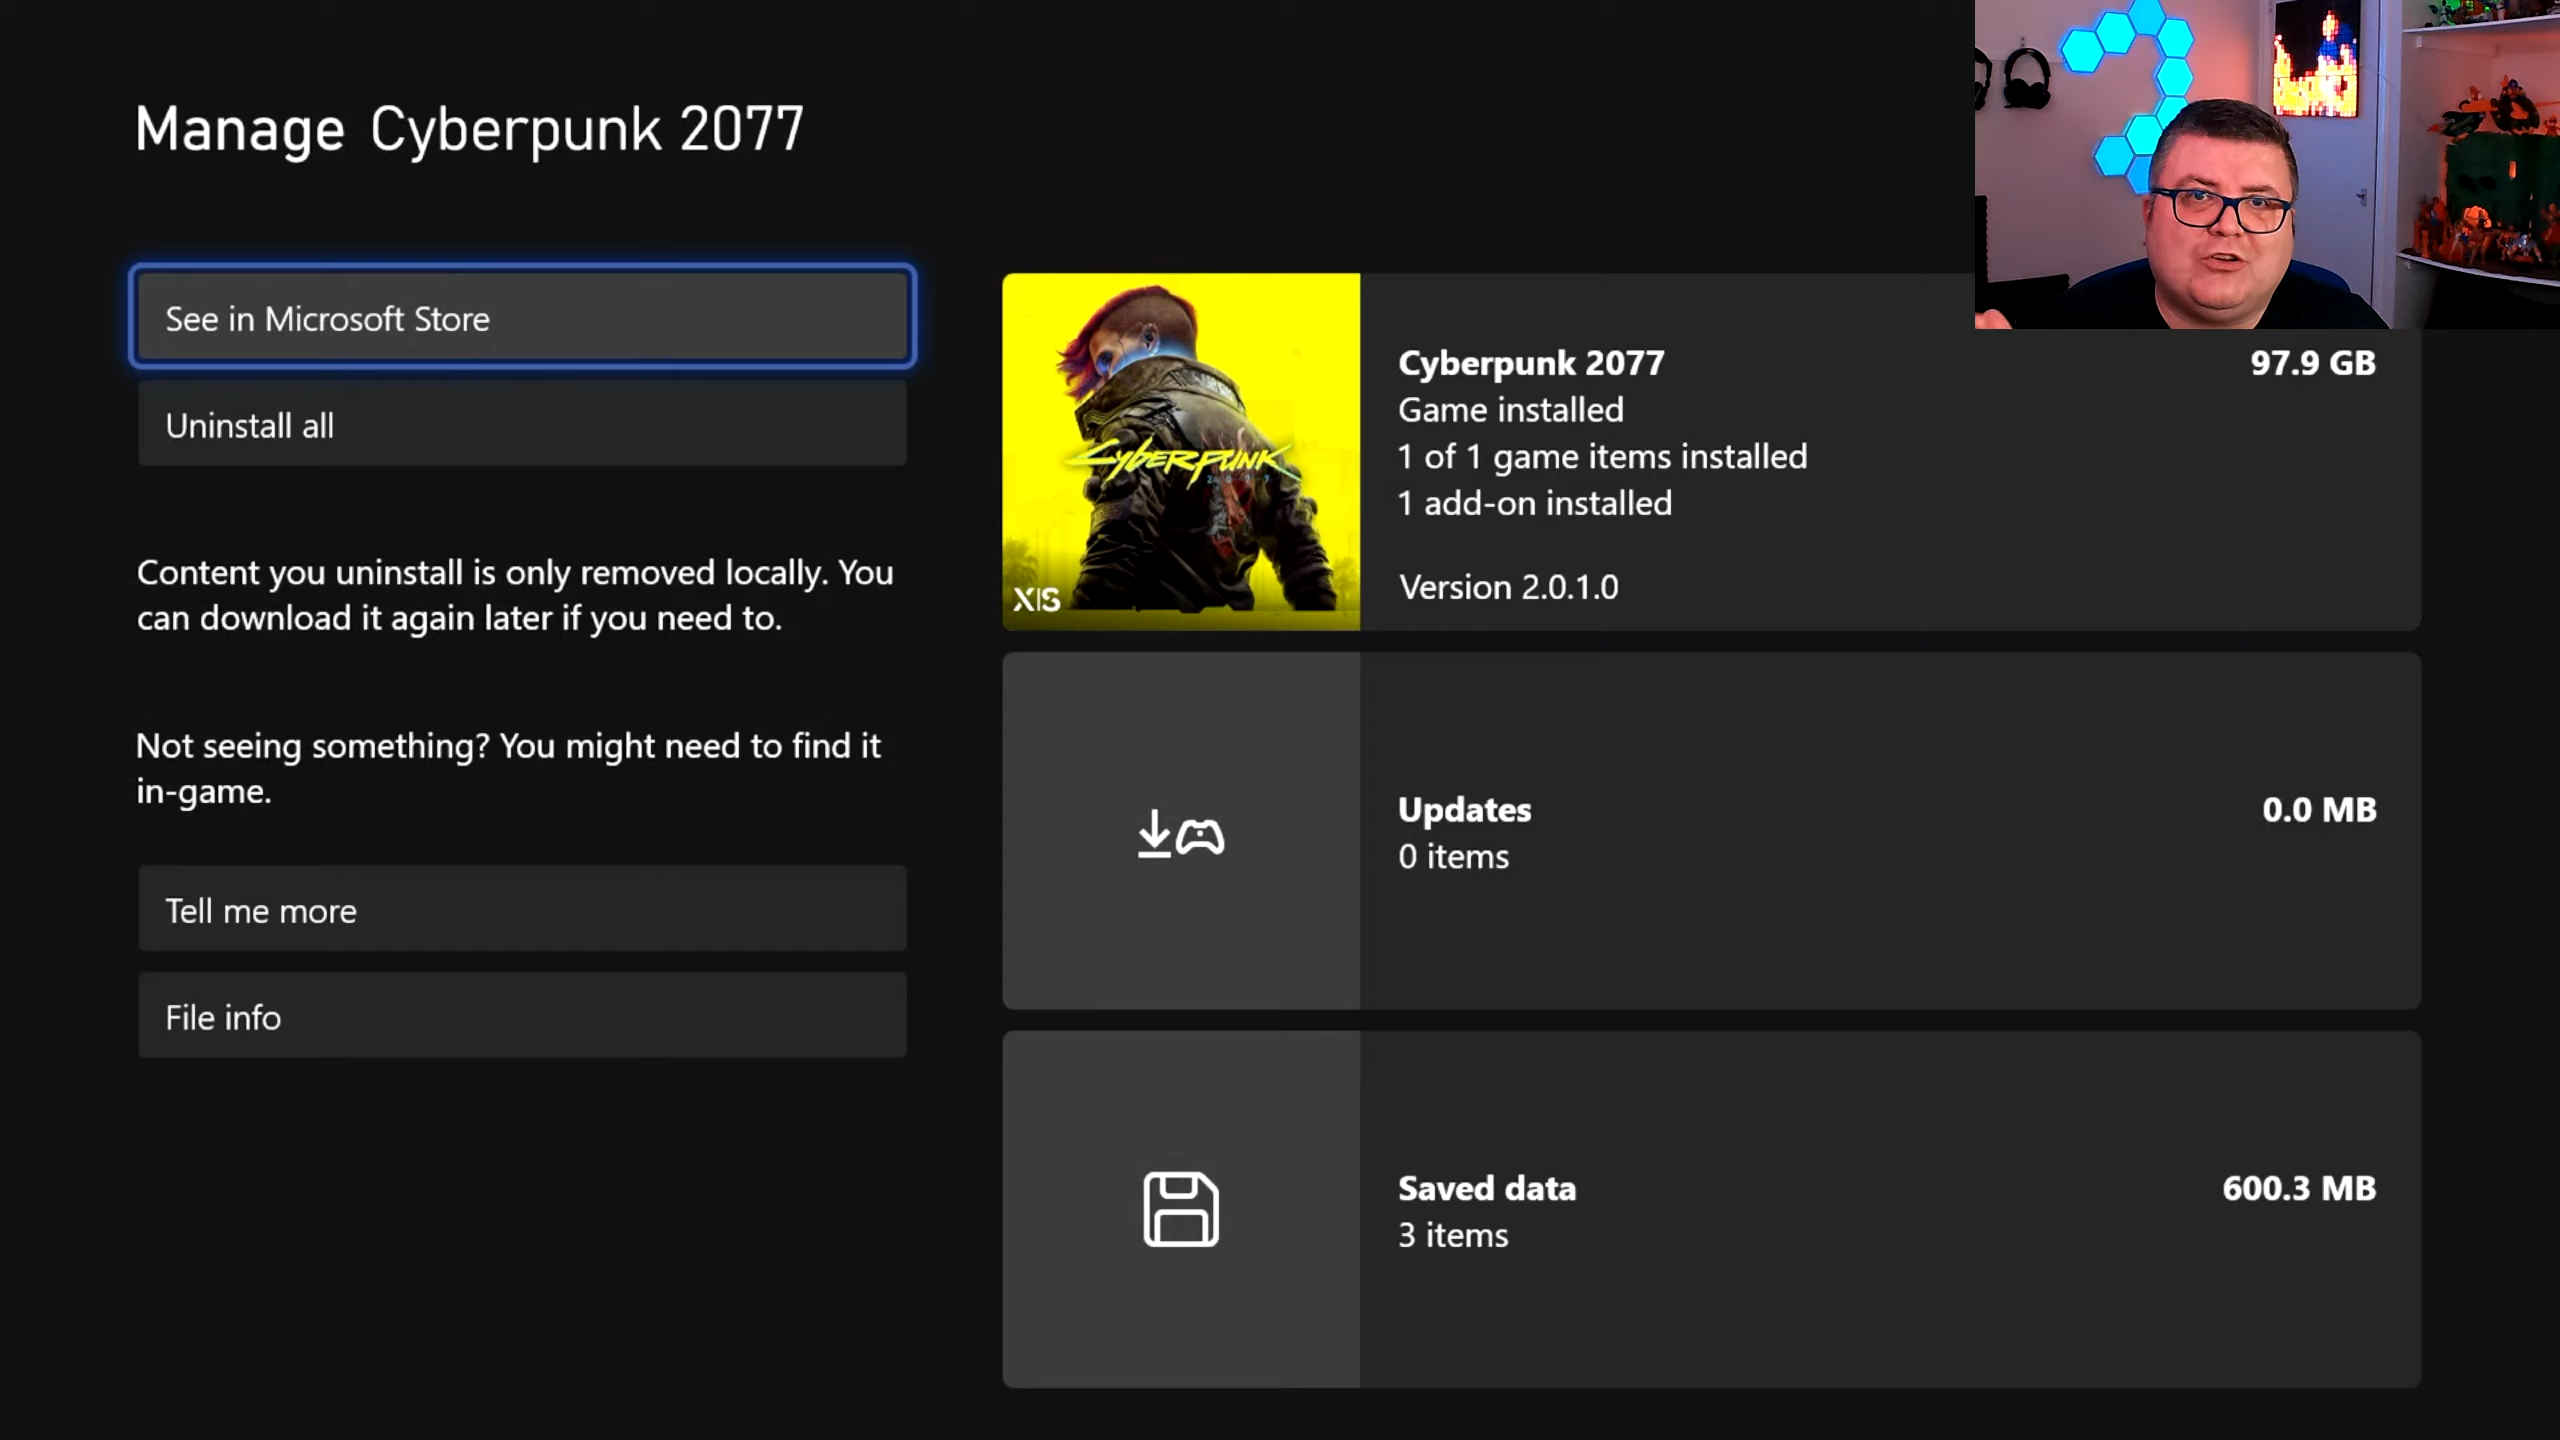 Manage Cyberpunk 2077
See in Microsoft Store
Uninstall all
Content you uninstall is only removed locally. You
can download it again later if you need to.
Not seeing something? You might need to find it
in-game.
Tell me more
File info
CYBERPUNK
2077
X|S
Cyberpunk 2077
97.9 GB
Game installed
1 of 1 game items installed
1 add-on installed
Version 2.0.1.0
Updates
0.0 MB
0 items
Saved data
600.3 MB
3 items